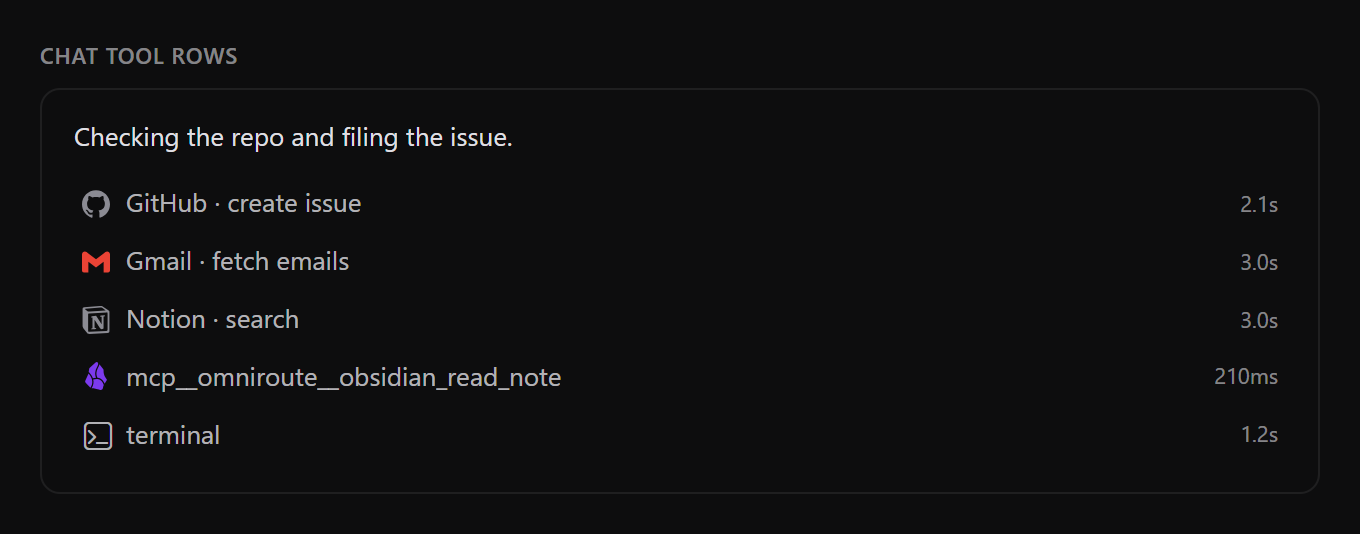 CHAT TOOL ROWS
Checking the repo and filing the issue.
GitHub · create issue 2.1s
Gmail · fetch emails 3.0s
Notion · search 3.0s
mcp__omniroute__obsidian_read_note 210ms
terminal 1.2s